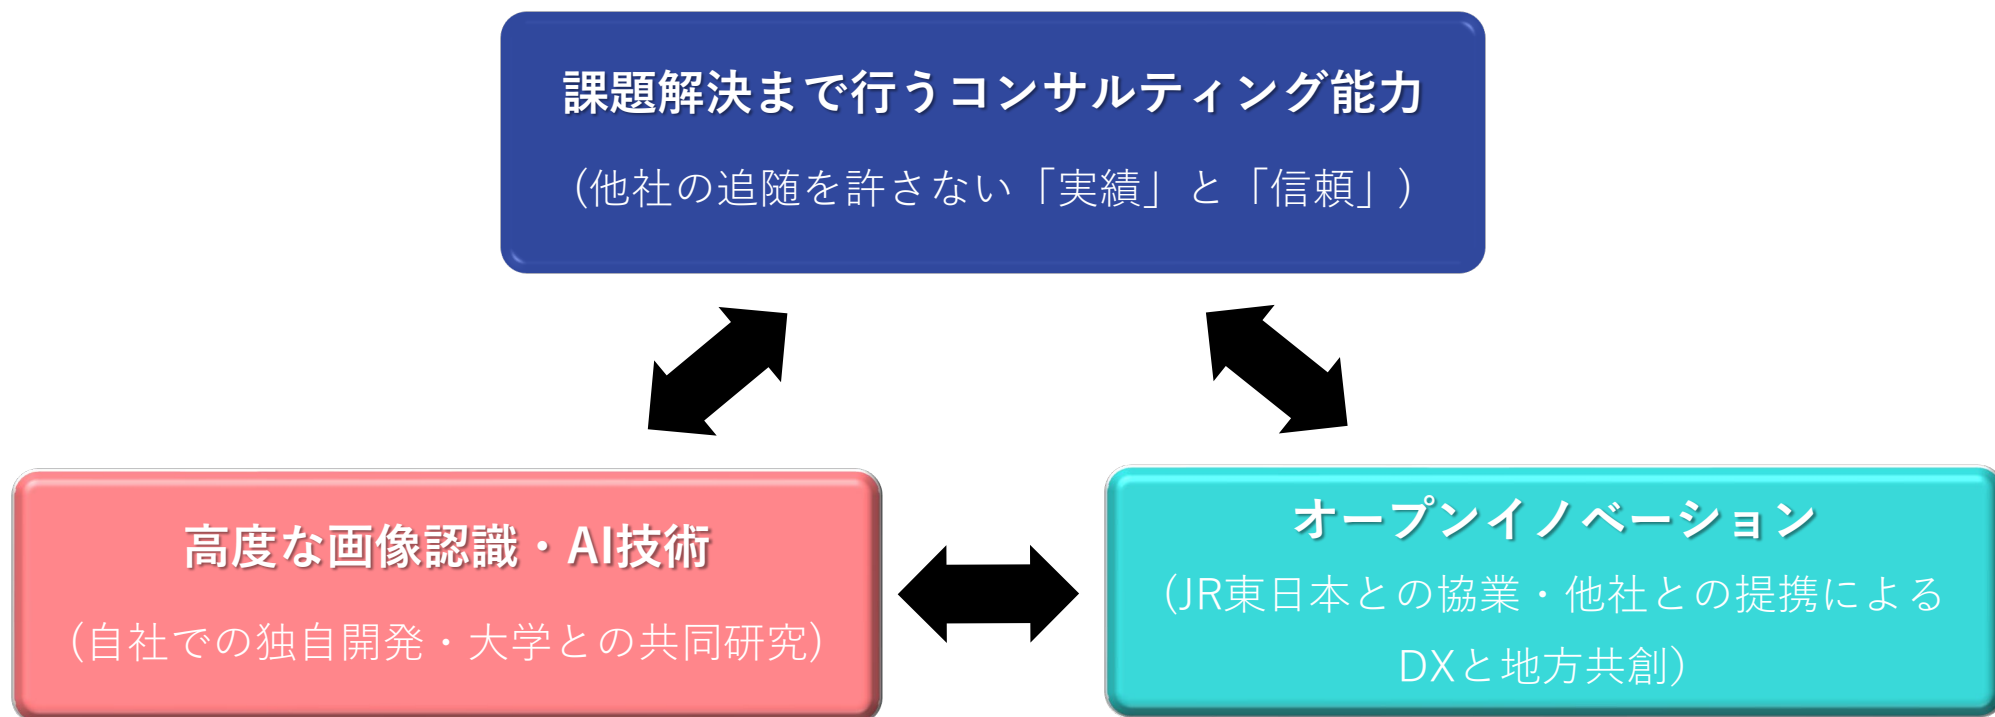 課題解決まで行うコンサルティング能力
（他社の追随を許さない「実績」と「信頼」）
高度な画像認識・AI技術
（自社での独自開発・大学との共同研究）
オープンイノベーション
（JR東日本との協業・他社との提携による
DXと地方共創）